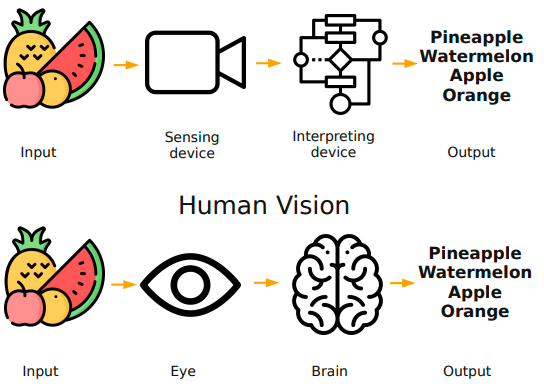 Pineapple
Watermelon
Apple
Orange
Input
Sensing
device
Interpreting
device
Output
Human Vision
Pineapple
Watermelon
Apple
Orange
Input
Eye
Brain
Output